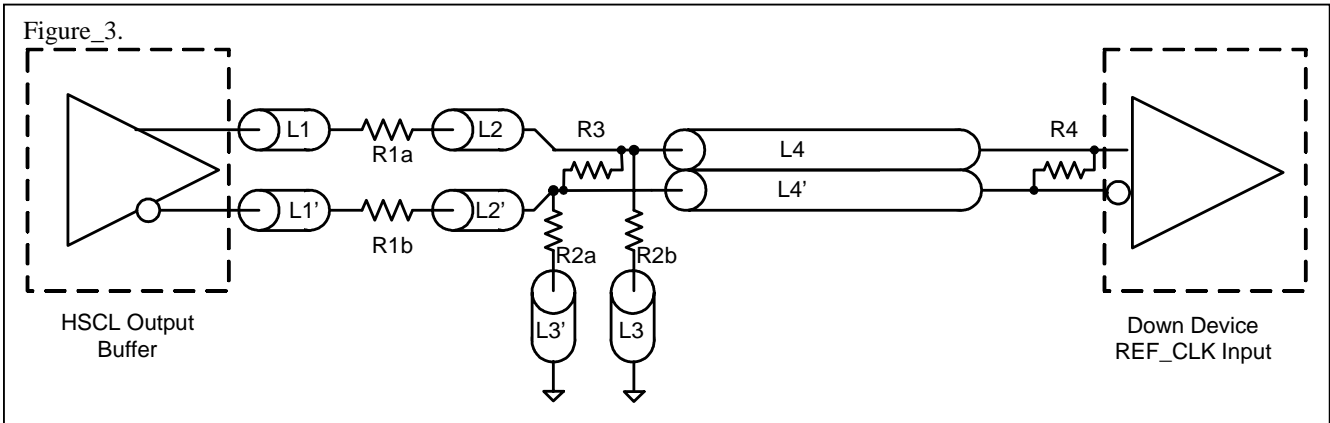 Figure_3.
L1
R1a
L2
R3
L4
R4
L1'
R1b
L2'
L4'
R2a
R2b
L3'
L3
HSCL Output
Buffer
Down Device
REF_CLK Input